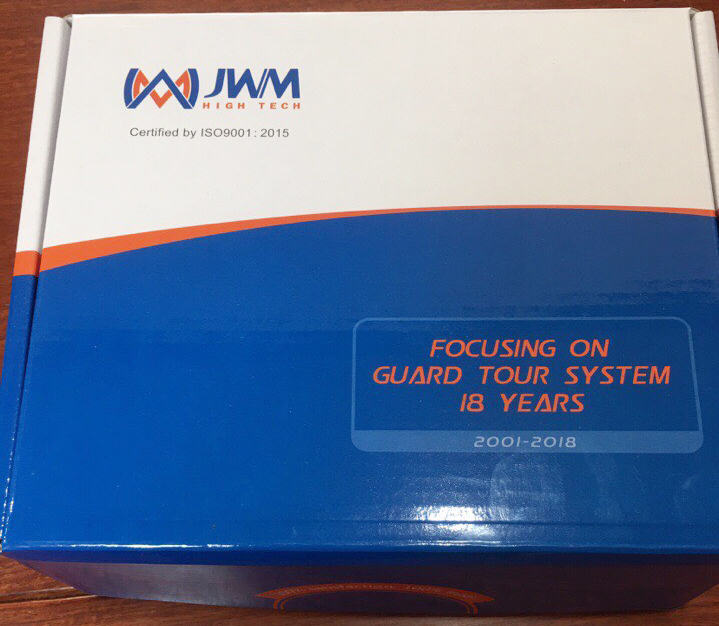 JWM
HIGH TECH
Certified by ISO9001: 2015
FOCUSING ON
GUARD TOUR SYSTEM
18 YEARS
2001-2018